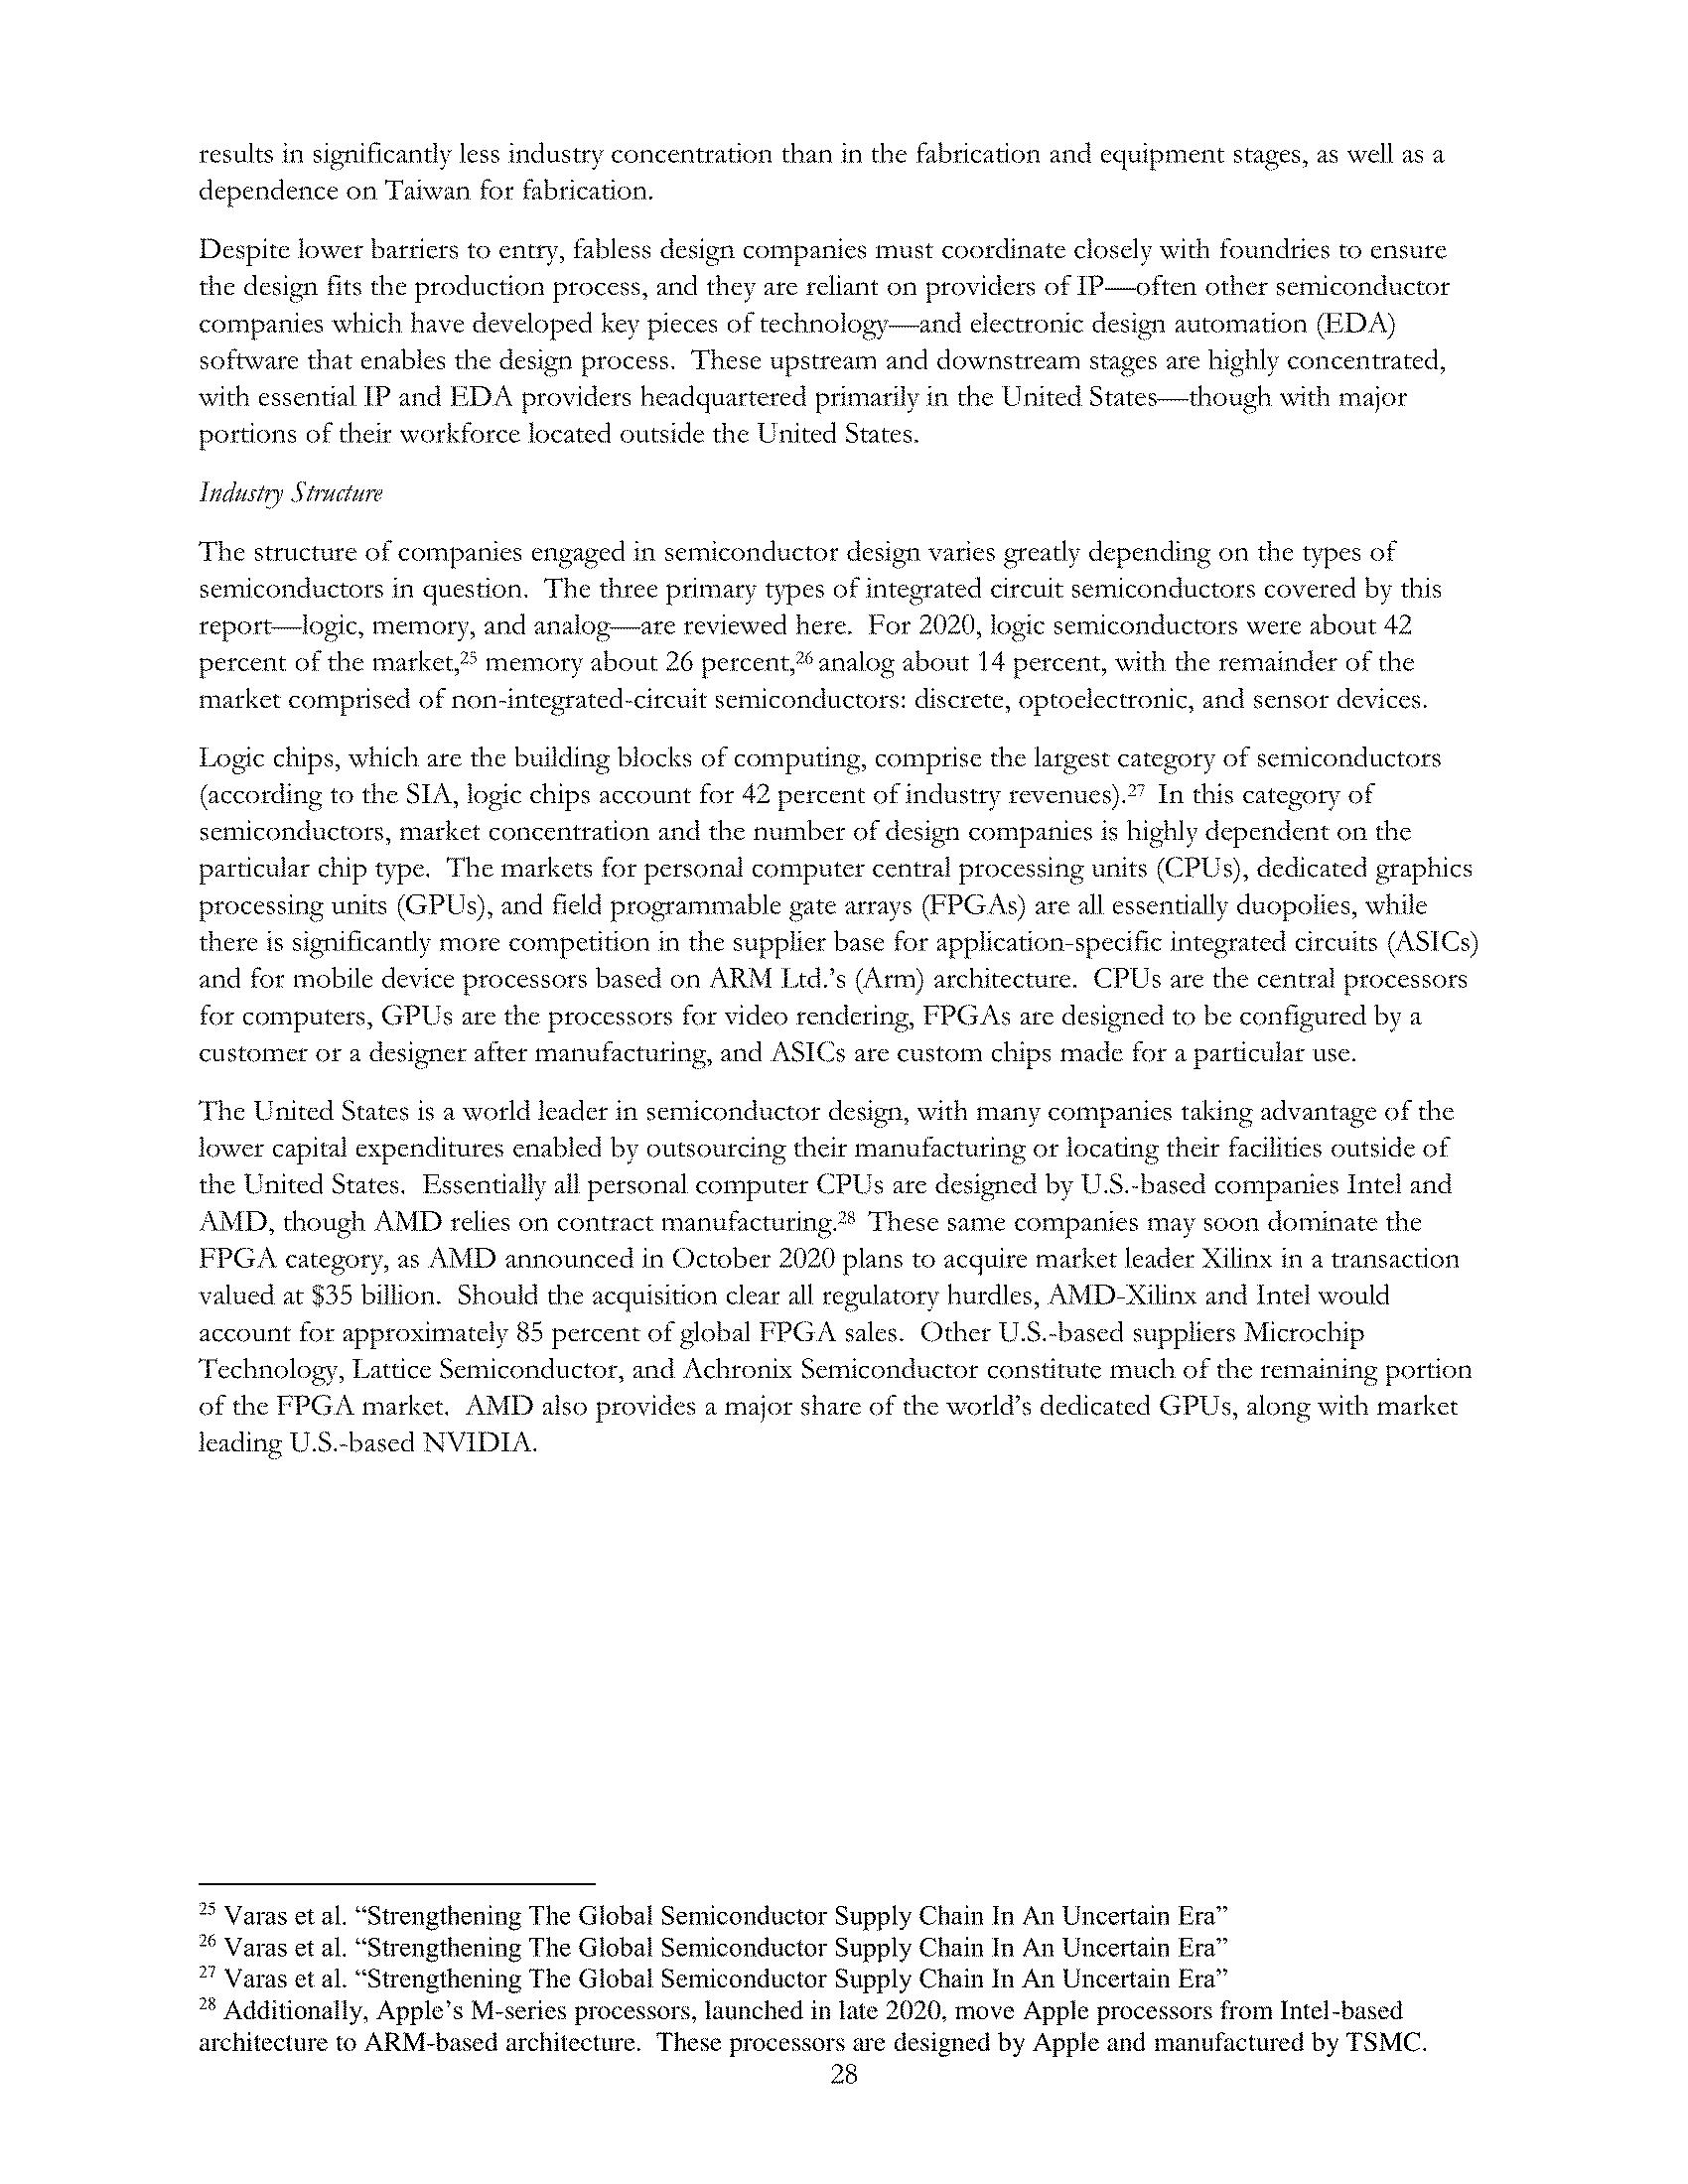 results in significantly less industry concentration than in the fabrication and equipment stages, as well as a
dependence on Taiwan for fabrication.
Despite lower barriers to entry, fabless design companies must coordinate closely with foundries to ensure
the design fits the production process, and they are reliant on providers of IP—often other semiconductor
companies which have developed key pieces of technology—and electronic design automation (EDA)
software that enables the design process.  These upstream and downstream stages are highly concentrated,
with essential IP and EDA providers headquartered primarily in the United States—though with major
portions of their workforce located outside the United States.
Industry Structure
The structure of companies engaged in semiconductor design varies greatly depending on the types of
semiconductors in question.  The three primary types of integrated circuit semiconductors covered by this
report—logic, memory, and analog—are reviewed here.  For 2020, logic semiconductors were about 42
percent of the market,25 memory about 26 percent,26 analog about 14 percent, with the remainder of the
market comprised of non-integrated-circuit semiconductors: discrete, optoelectronic, and sensor devices.
Logic chips, which are the building blocks of computing, comprise the largest category of semiconductors
(according to the SIA, logic chips account for 42 percent of industry revenues).27  In this category of
semiconductors, market concentration and the number of design companies is highly dependent on the
particular chip type.  The markets for personal computer central processing units (CPUs), dedicated graphics
processing units (GPUs), and field programmable gate arrays (FPGAs) are all essentially duopolies, while
there is significantly more competition in the supplier base for application-specific integrated circuits (ASICs)
and for mobile device processors based on ARM Ltd.'s (Arm) architecture.  CPUs are the central processors
for computers, GPUs are the processors for video rendering, FPGAs are designed to be configured by a
customer or a designer after manufacturing, and ASICs are custom chips made for a particular use.
The United States is a world leader in semiconductor design, with many companies taking advantage of the
lower capital expenditures enabled by outsourcing their manufacturing or locating their facilities outside of
the United States.  Essentially all personal computer CPUs are designed by U.S.-based companies Intel and
AMD, though AMD relies on contract manufacturing.28  These same companies may soon dominate the
FPGA category, as AMD announced in October 2020 plans to acquire market leader Xilinx in a transaction
valued at $35 billion.  Should the acquisition clear all regulatory hurdles, AMD-Xilinx and Intel would
account for approximately 85 percent of global FPGA sales.  Other U.S.-based suppliers Microchip
Technology, Lattice Semiconductor, and Achronix Semiconductor constitute much of the remaining portion
of the FPGA market.  AMD also provides a major share of the world's dedicated GPUs, along with market
leading U.S.-based NVIDIA.
25 Varas et al. “Strengthening The Global Semiconductor Supply Chain In An Uncertain Era”
26 Varas et al. “Strengthening The Global Semiconductor Supply Chain In An Uncertain Era”
27 Varas et al. “Strengthening The Global Semiconductor Supply Chain In An Uncertain Era”
28 Additionally, Apple's M-series processors, launched in late 2020, move Apple processors from Intel-based
architecture to ARM-based architecture.  These processors are designed by Apple and manufactured by TSMC.
28